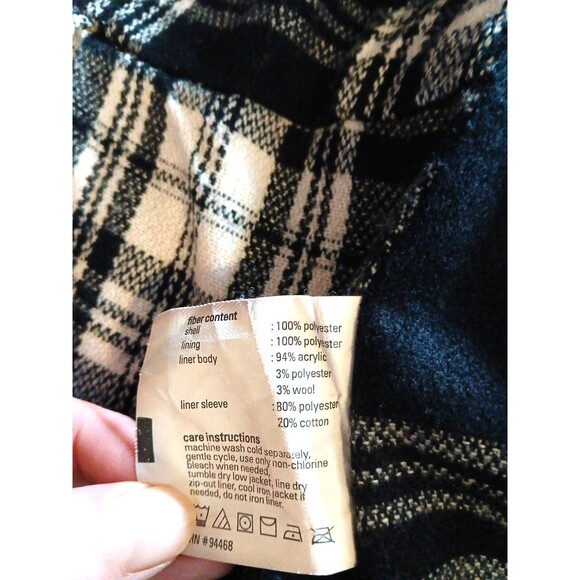 fiber content
shell : 100% polyester
lining : 100% polyester
liner body : 94% acrylic
3% polyester
3% wool
liner sleeve : 80% polyester
20% cotton
care instructions
machine wash cold separately,
gentle cycle, use only non-chlorine
bleach when needed,
tumble dry low jacket, line dry
zip-out liner, cool iron jacket if
needed, do not iron liner.
RN #94468